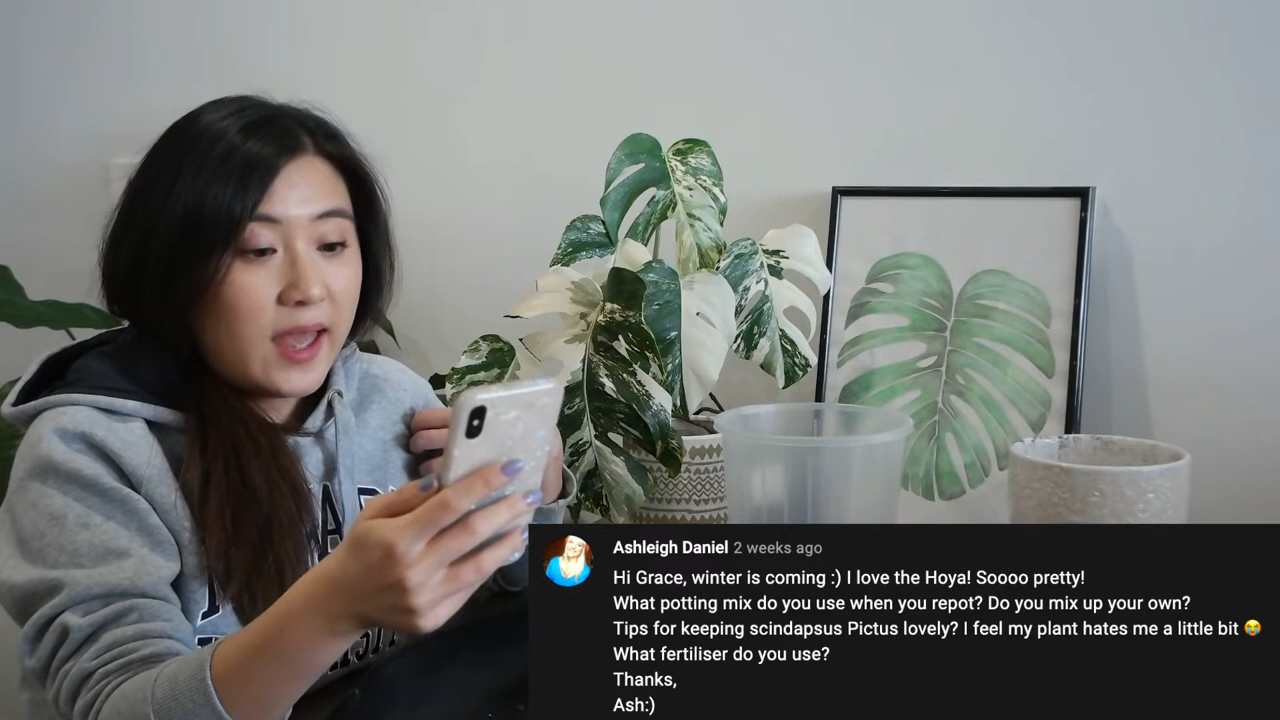 Ashleigh Daniel 2 weeks ago
Hi Grace, winter is coming :) I love the Hoya! Soooo pretty!
What potting mix do you use when you repot? Do you mix up your own?
Tips for keeping scindapsus Pictus lovely? I feel my plant hates me a little bit 😭
What fertiliser do you use?
Thanks,
Ash:)